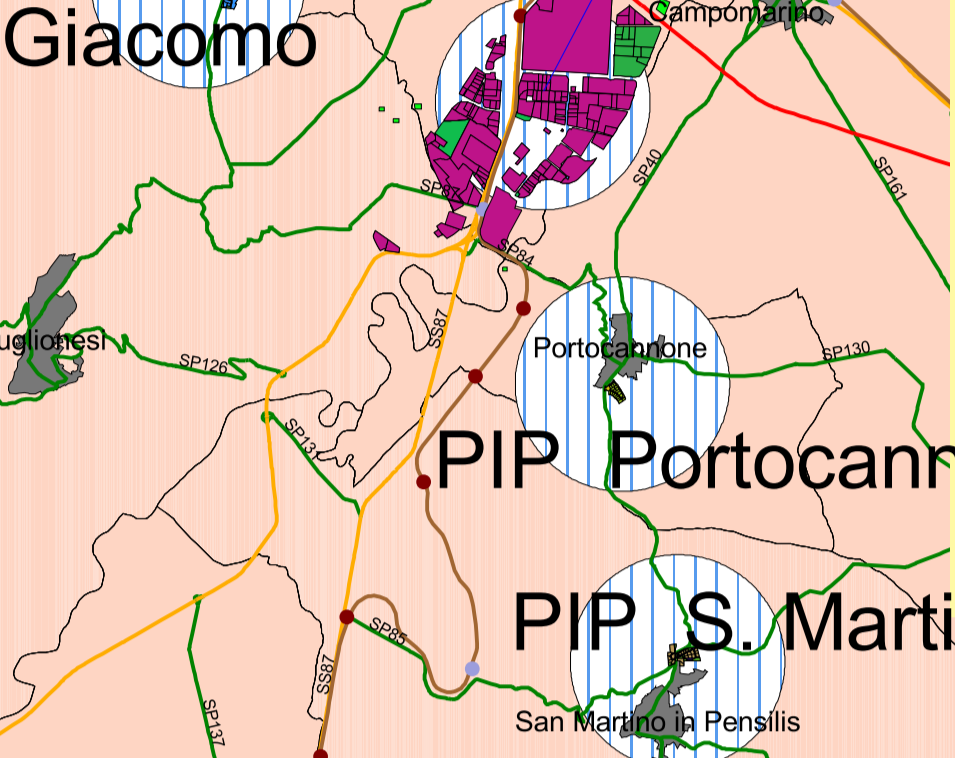 Campomarino
Giacomo
SP40
SP161
SP84
SS87
uglionesi
Portocannone
SP130
SP126
SP131
PIP Portocann
PIP S. Marti
SP85
SS87
SP137
San Martino in Pensilis